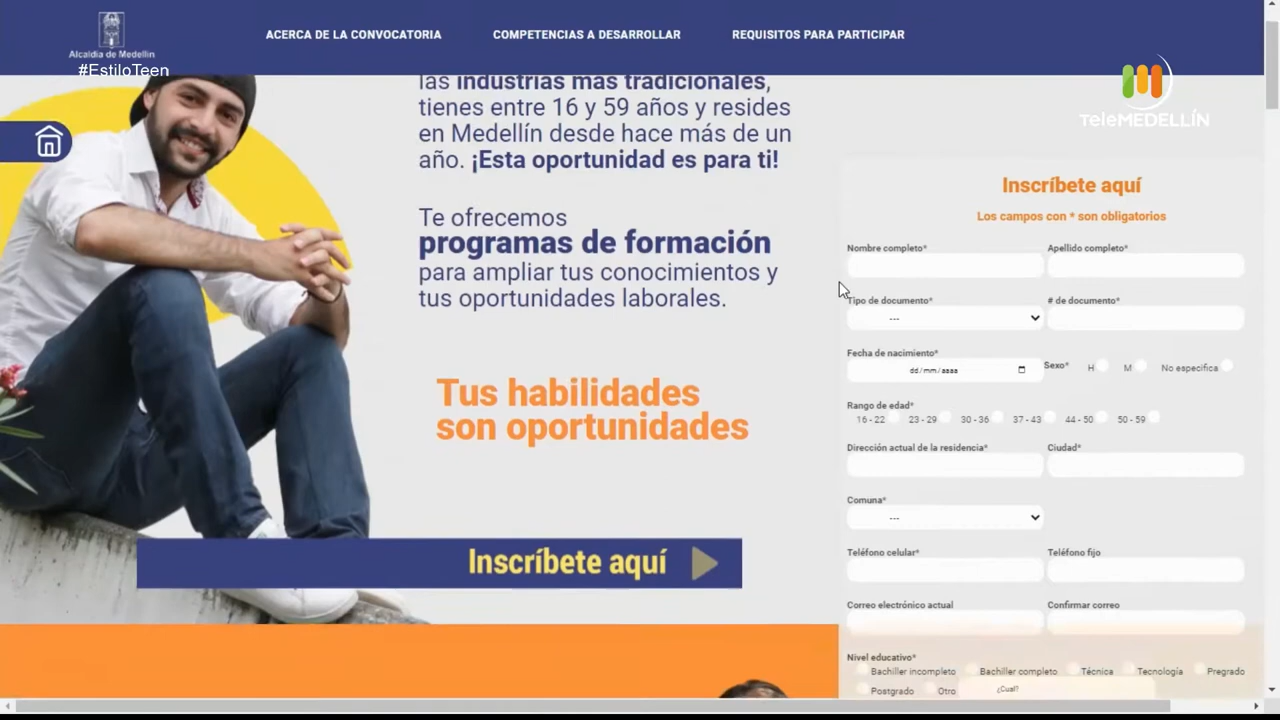 Alcaldía de Medellín
ACERCA DE LA CONVOCATORIA
COMPETENCIAS A DESARROLLAR
REQUISITOS PARA PARTICIPAR
#EstiloTeen
TeleMEDELLÍN
las industrias más tradicionales,
tienes entre 16 y 59 años y resides
en Medellín desde hace más de un
año. ¡Esta oportunidad es para ti!
Te ofrecemos
programas de formación
para ampliar tus conocimientos y
tus oportunidades laborales.
Tus habilidades
son oportunidades
Inscríbete aquí
Inscríbete aquí
Los campos con * son obligatorios
Nombre completo* Apellido completo*
Tipo de documento* # de documento*
---
Fecha de nacimiento* Sexo* H M No especifica
dd/mm/aaaa
Rango de edad*
16 - 22 23 - 29 30 - 36 37 - 43 44 - 50 50 - 59
Dirección actual de la residencia* Ciudad*
Comuna*
---
Teléfono celular* Teléfono fijo
Correo electrónico actual Confirmar correo
Nivel educativo*
Bachiller incompleto Bachiller completo Técnica Tecnología Pregrado
Postgrado Otro ¿Cual?